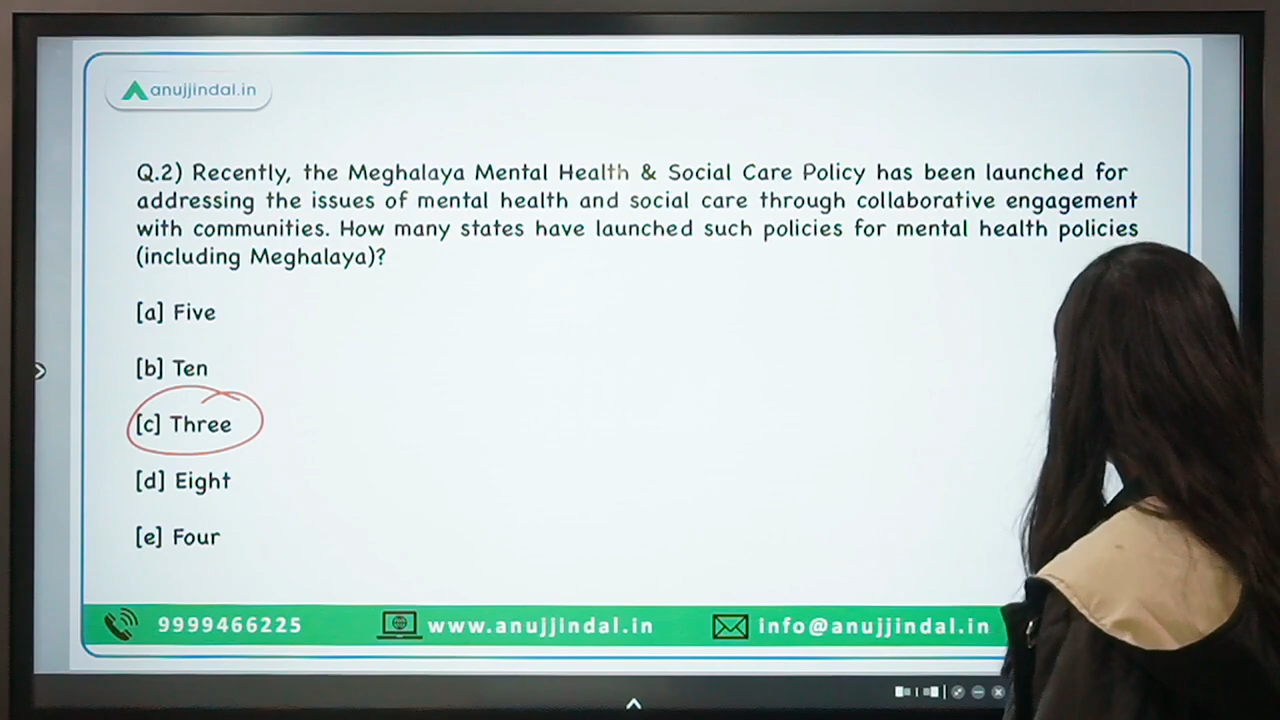 anujjindal.in
Q.2) Recently, the Meghalaya Mental Health & Social Care Policy has been launched for
addressing the issues of mental health and social care through collaborative engagement
with communities. How many states have launched such policies for mental health policies
(including Meghalaya)?
[a] Five
[b] Ten
[c] Three
[d] Eight
[e] Four
9999466225 www.anujjindal.in info@anujjindal.in